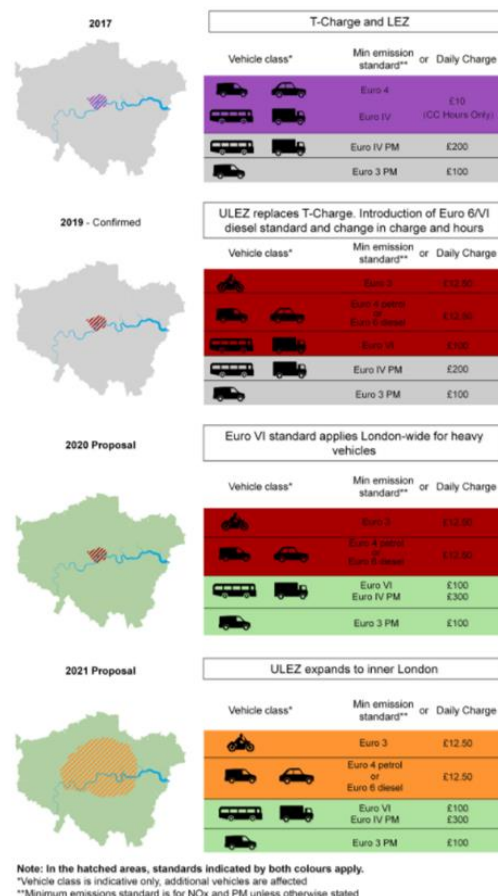 2017
T-Charge and LEZ
Vehicle class*
Min emission
standard**
or Daily Charge
Euro 4
Euro IV
£10
(CC Hours Only)
Euro IV PM £200
Euro 3 PM £100
2019 - Confirmed
ULEZ replaces T-Charge. Introduction of Euro 6/VI
diesel standard and change in charge and hours
Vehicle class*
Min emission
standard**
or Daily Charge
Euro 3 £12.50
Euro 4 petrol
or
Euro 6 diesel
£12.50
Euro VI £100
Euro IV PM £200
Euro 3 PM £100
2020 Proposal
Euro VI standard applies London-wide for heavy
vehicles
Vehicle class*
Min emission
standard**
or Daily Charge
Euro 3 £12.50
Euro 4 petrol
or
Euro 6 diesel
£12.50
Euro VI £100
Euro IV PM £300
Euro 3 PM £100
2021 Proposal
ULEZ expands to inner London
Vehicle class*
Min emission
standard**
or Daily Charge
Euro 3 £12.50
Euro 4 petrol
or
Euro 6 diesel
£12.50
Euro VI £100
Euro IV PM £300
Euro 3 PM £100
Note: In the hatched areas, standards indicated by both colours apply.
*Vehicle class is indicative only, additional vehicles are affected
**Minimum emissions standard is for NOx and PM unless otherwise stated